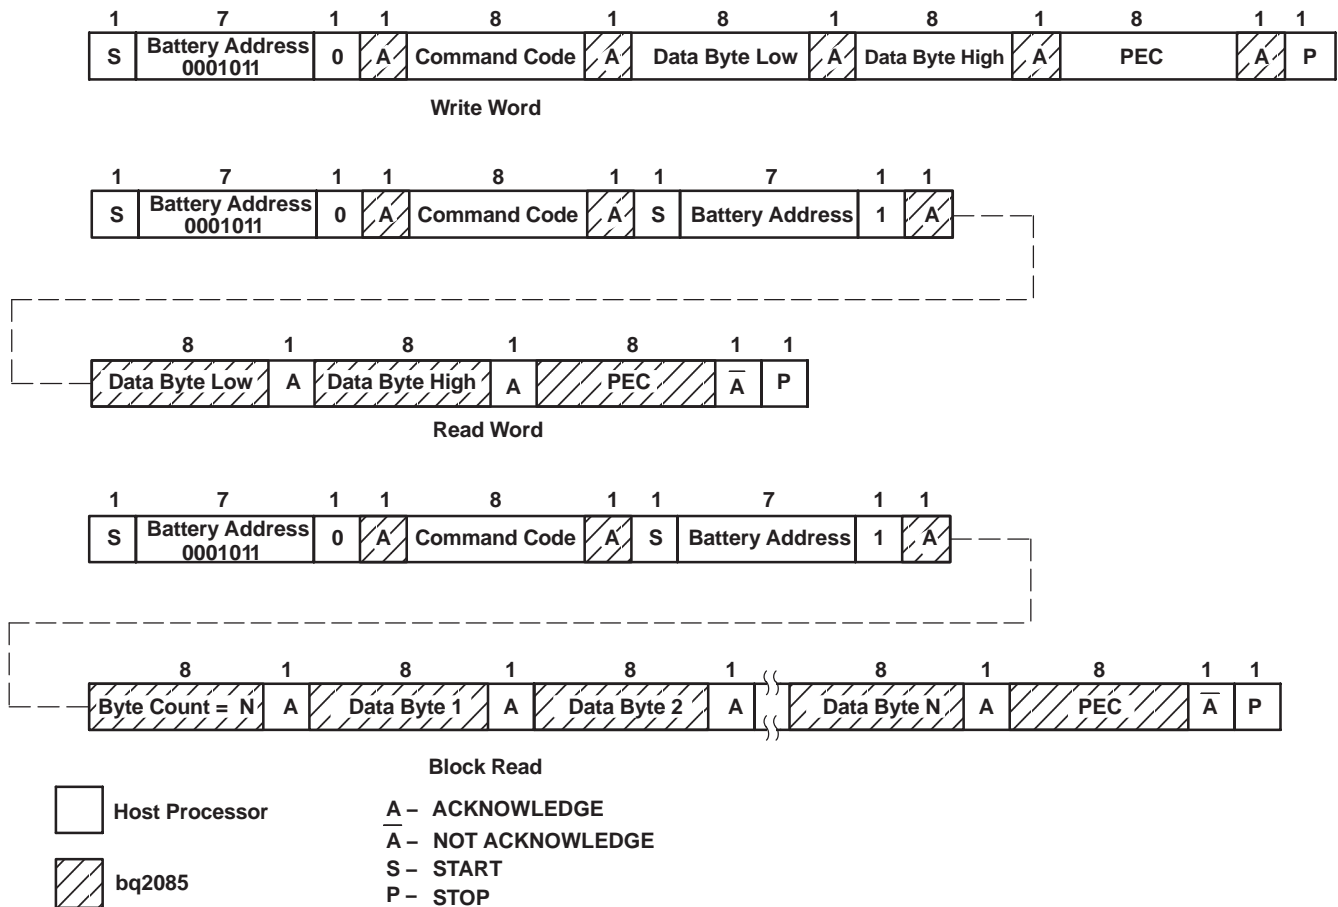 1 7 1 1 8 1 8 1 8 1 8 1 1
S Battery Address 0 A Command Code A Data Byte Low A Data Byte High A PEC A P
0001011
Write Word
1 7 1 1 8 1 1 7 1 1
S Battery Address 0 A Command Code A S Battery Address 1 A
0001011
8 1 8 1 8 1 1
Data Byte Low A Data Byte High A PEC A̅ P
Read Word
1 7 1 1 8 1 1 7 1 1
S Battery Address 0 A Command Code A S Battery Address 1 A
0001011
8 1 8 1 8 1 8 1 8 1 1
Byte Count = N A Data Byte 1 A Data Byte 2 A Data Byte N A PEC A̅ P
Block Read
Host Processor
bq2085
A – ACKNOWLEDGE
A̅ – NOT ACKNOWLEDGE
S – START
P – STOP